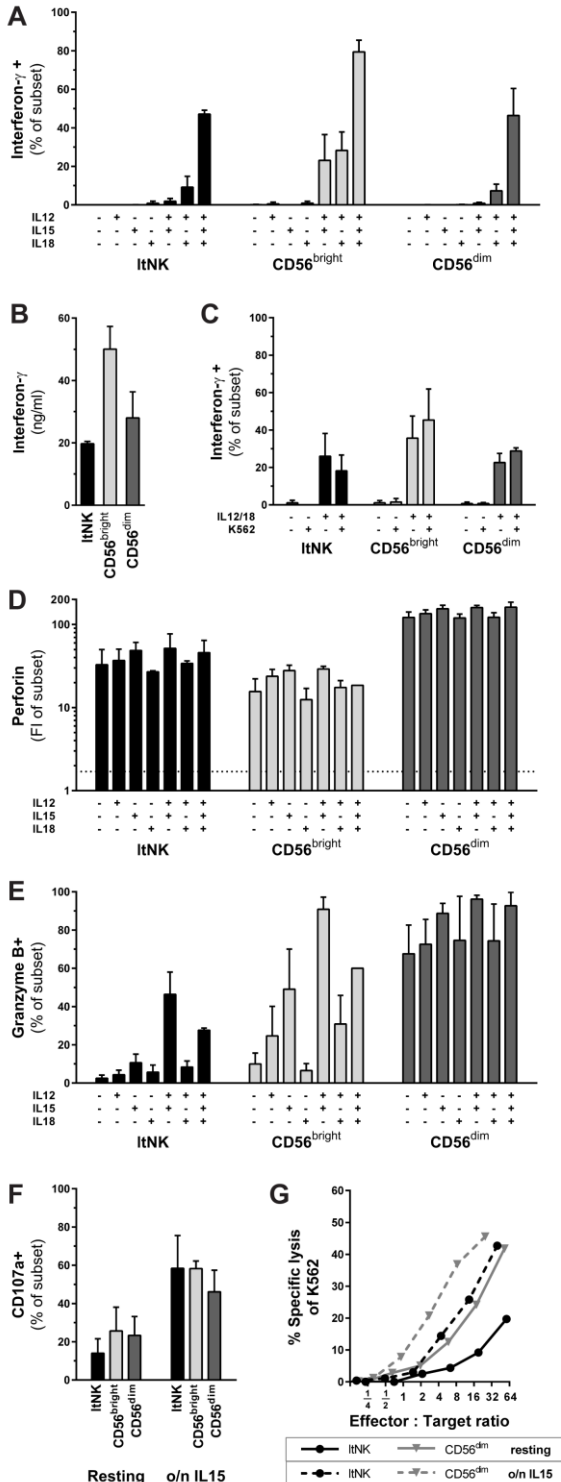 A
Interferon-γ +
(% of subset)
100
80
60
40
20
0
IL12 - + - - + - + - + - - + - + - + - - + - +
IL15 - - + - + + + - - + - + + + - - + - + + +
IL18 - - - + - + + - - - + - + + - - - + - + +
ltNK CD56bright CD56dim
B
Interferon-γ
(ng/ml)
60
40
20
0
ltNK
CD56bright
CD56dim
C
Interferon-γ +
(% of subset)
100
80
60
40
20
0
IL12/18 - - + + - - + + - - + +
K562 - + - + - + - + - + - +
ltNK CD56bright CD56dim
D
Perforin
(FI of subset)
200
100
10
1
IL12 - + - - + - + - + - - + - + - + - - + - +
IL15 - - + - + + + - - + - + + + - - + - + + +
IL18 - - - + - + + - - - + - + + - - - + - + +
ltNK CD56bright CD56dim
E
Granzyme B+
(% of subset)
100
80
60
40
20
0
IL12 - + - - + - + - + - - + - + - + - - + - +
IL15 - - + - + + + - - + - + + + - - + - + + +
IL18 - - - + - + + - - - + - + + - - - + - + +
ltNK CD56bright CD56dim
F
CD107a+
(% of subset)
100
80
60
40
20
0
ltNK
CD56bright
CD56dim
ltNK
CD56bright
CD56dim
Resting o/n IL15
G
% Specific lysis
of K562
60
50
40
30
20
10
0
1/4 1/2 1 2 4 8 16 32 64
Effector : Target ratio
ltNK CD56dim resting
ltNK CD56dim o/n IL15